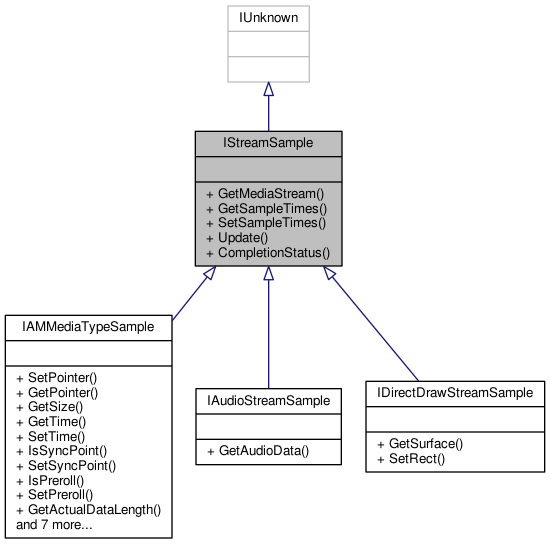 IUnknown
IStreamSample
+ GetMediaStream()
+ GetSampleTimes()
+ SetSampleTimes()
+ Update()
+ CompletionStatus()
IAMMediaTypeSample
+ SetPointer()
+ GetPointer()
+ GetSize()
+ GetTime()
+ SetTime()
+ IsSyncPoint()
+ SetSyncPoint()
+ IsPreroll()
+ SetPreroll()
+ GetActualDataLength()
and 7 more...
IAudioStreamSample
+ GetAudioData()
IDirectDrawStreamSample
+ GetSurface()
+ SetRect()